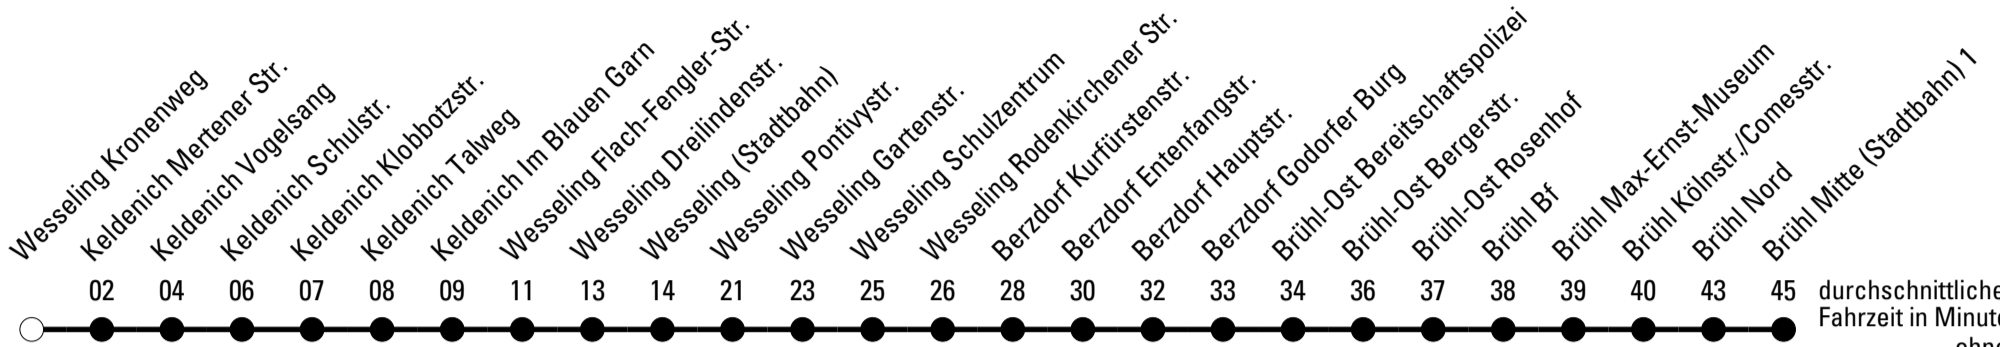 Wesseling Kronenweg
Keldenich Mertener Str.
Keldenich Vogelsang
Keldenich Schulstr.
Keldenich Klobbotzstr.
Keldenich Talweg
Keldenich Im Blauen Garn
Wesseling Flach-Fengler-Str.
Wesseling Dreilindenstr.
Wesseling (Stadtbahn)
Wesseling Pontivystr.
Wesseling Gartenstr.
Wesseling Schulzentrum
Wesseling Rodenkirchener Str.
Berzdorf Kurfürstenstr.
Berzdorf Entenfangstr.
Berzdorf Hauptstr.
Berzdorf Godorfer Burg
Brühl-Ost Bereitschaftspolizei
Brühl-Ost Bergerstr.
Brühl-Ost Rosenhof
Brühl Bf
Brühl Max-Ernst-Museum
Brühl Kölnstr./Comesstr.
Brühl Nord
Brühl Mitte (Stadtbahn) 1
02 04 06 07 08 09 11 13 14 21 23 25 26 28 30 32 33 34 36 37 38 39 40 43 45 durchschnittliche
Fahrzeit in Minute